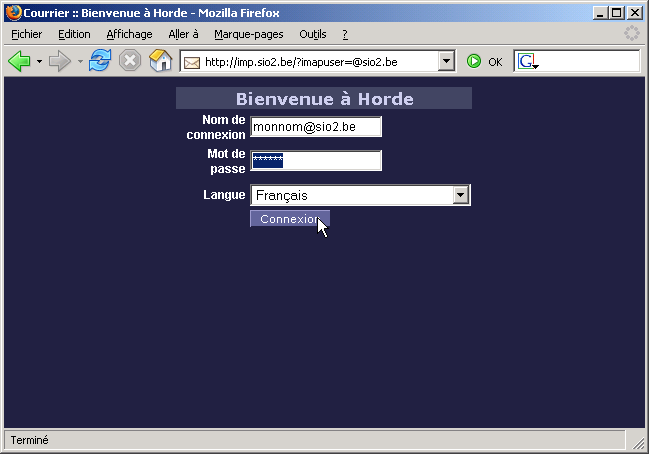 Courrier :: Bienvenue à Horde - Mozilla Firefox
Fichier Edition Affichage Aller à Marque-pages Outils ?
http://imp.sio2.be/?imapuser=@sio2.be OK G
Bienvenue à Horde
Nom de
connexion monnom@sio2.be
Mot de
passe ******
Langue Français
Connexion
Terminé